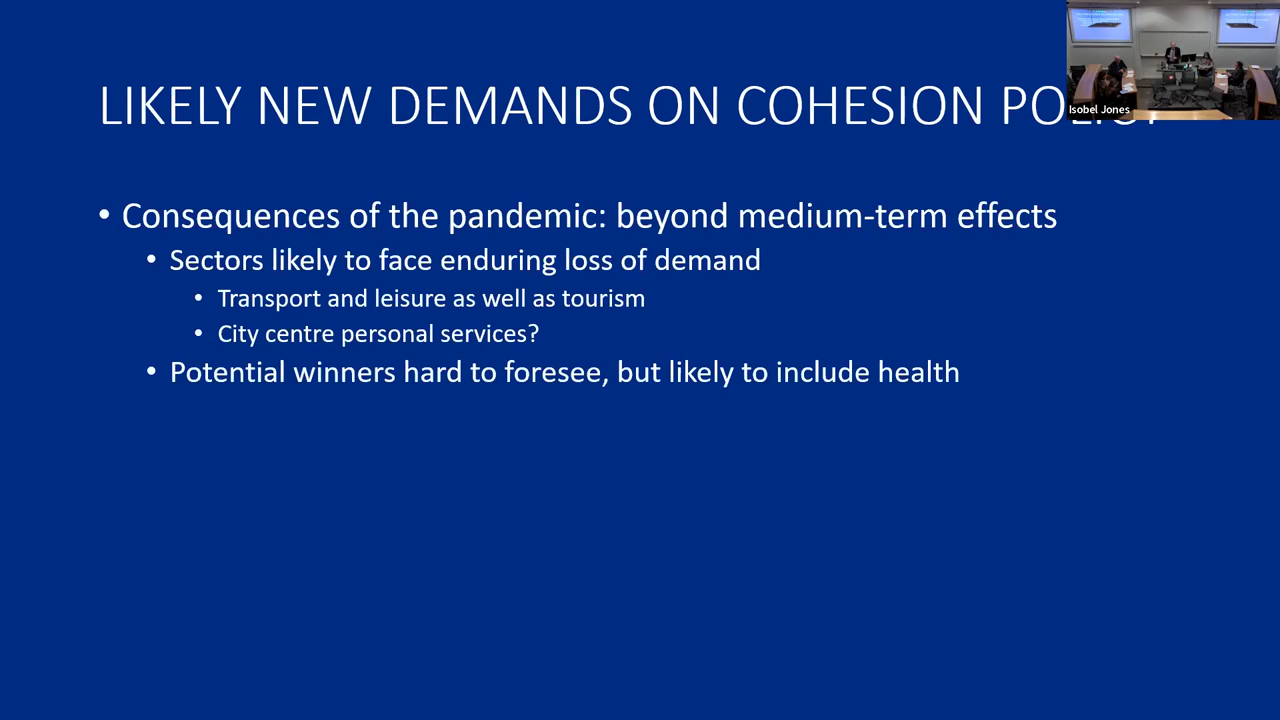 LIKELY NEW DEMANDS ON COHESION
Isobel Jones
• Consequences of the pandemic: beyond medium-term effects
• Sectors likely to face enduring loss of demand
• Transport and leisure as well as tourism
• City centre personal services?
• Potential winners hard to foresee, but likely to include health